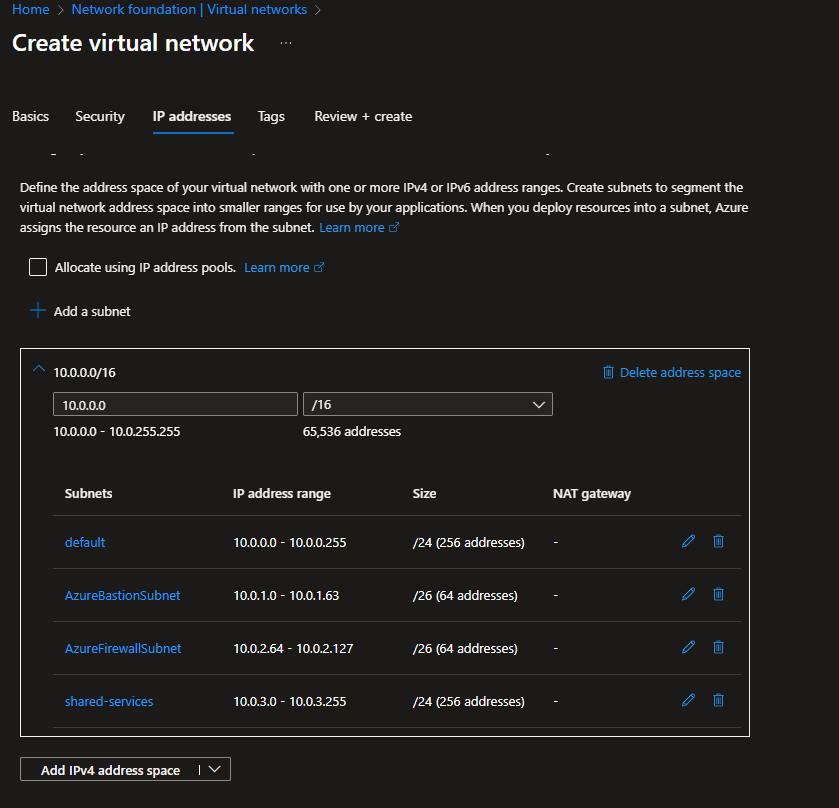 Home > Network foundation | Virtual networks >
Create virtual network ...
Basics Security IP addresses Tags Review + create
Define the address space of your virtual network with one or more IPv4 or IPv6 address ranges. Create subnets to segment the
virtual network address space into smaller ranges for use by your applications. When you deploy resources into a subnet, Azure
assigns the resource an IP address from the subnet. Learn more
Allocate using IP address pools. Learn more
Add a subnet
10.0.0.0/16 Delete address space
10.0.0.0 /16
10.0.0.0 - 10.0.255.255 65,536 addresses
Subnets IP address range Size NAT gateway
default 10.0.0.0 - 10.0.0.255 /24 (256 addresses) -
AzureBastionSubnet 10.0.1.0 - 10.0.1.63 /26 (64 addresses) -
AzureFirewallSubnet 10.0.2.64 - 10.0.2.127 /26 (64 addresses) -
shared-services 10.0.3.0 - 10.0.3.255 /24 (256 addresses) -
Add IPv4 address space